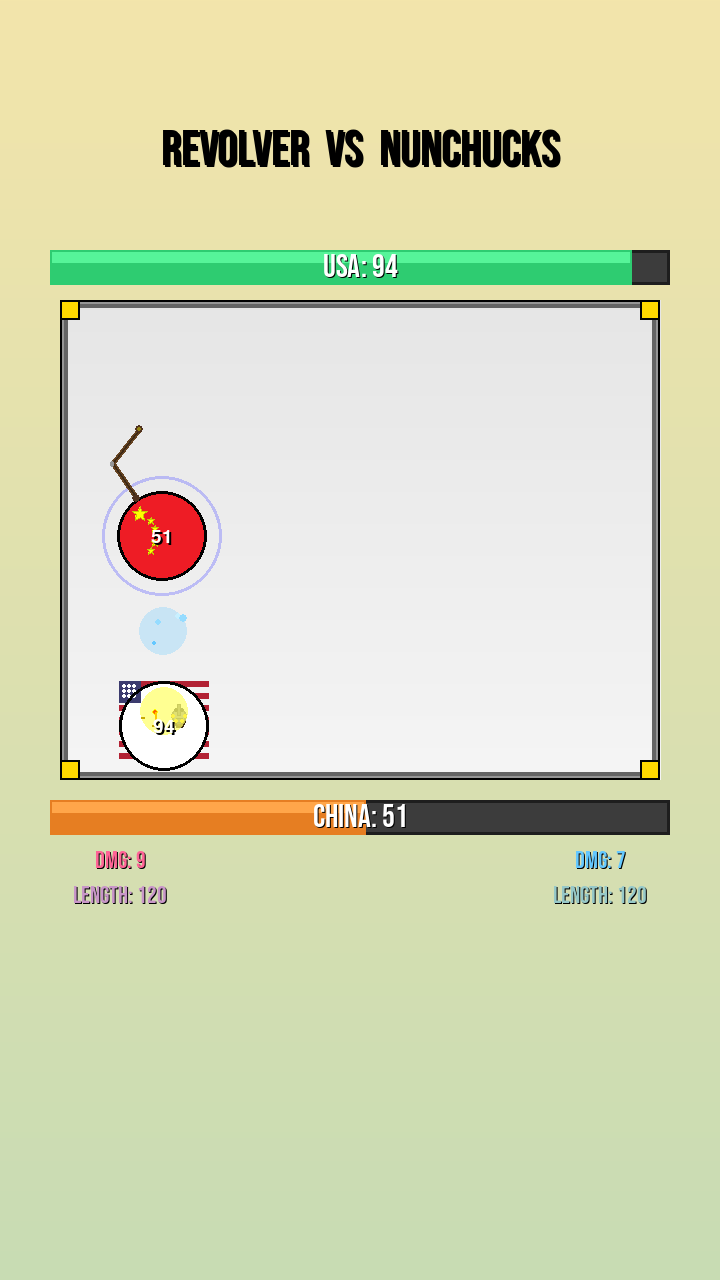 REVOLVER VS NUNCHUCKS
USA: 94
51
94
CHINA: 51
DMG: 9
DMG: 7
LENGTH: 120
LENGTH: 120